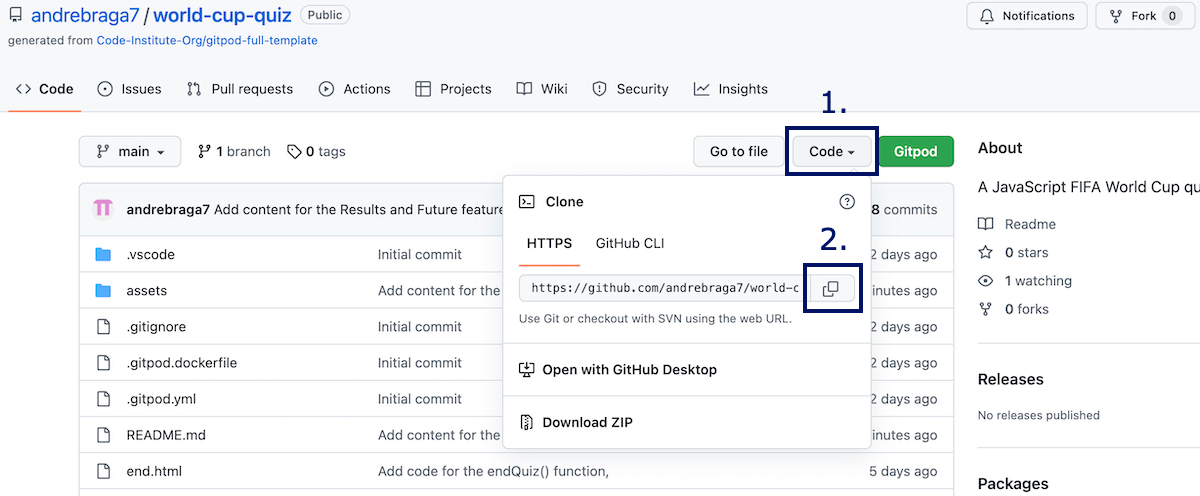 andrebraga7 / world-cup-quiz Public Notifications Fork 0
generated from Code-Institute-Org/gitpod-full-template
Code Issues Pull requests Actions Projects Wiki Security Insights
1.
main 1 branch 0 tags Go to file Code Gitpod
About
A JavaScript FIFA World Cup
Readme
0 stars
1 watching
0 forks
Releases
No releases published
Packages
andrebraga7 Add content for the Results and Future 8 commits
.vscode Initial commit 2 days ago
assets Add content for the
.gitignore Initial commit 2 days ago
.gitpod.dockerfile Initial commit 2 days ago
.gitpod.yml Initial commit 2 days ago
README.md Add content for the
end.html Add code for the endQuiz() function, 5 days ago
Clone
2.
HTTPS GitHub CLI
https://github.com/andrebraga7/world-c
Use Git or checkout with SVN using the web URL.
Open with GitHub Desktop
Download ZIP